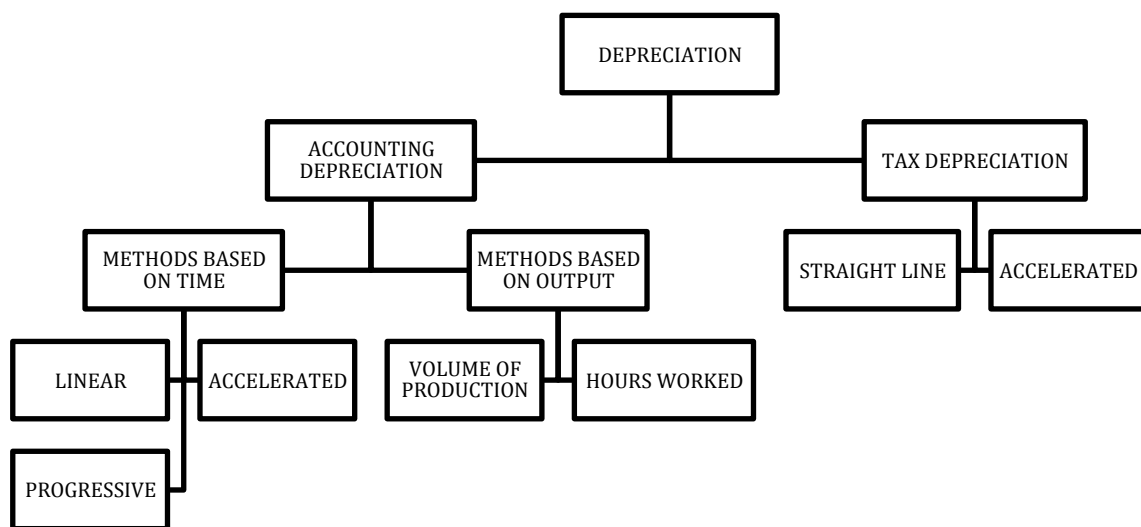 DEPRECIATION
ACCOUNTING
DEPRECIATION
TAX DEPRECIATION
METHODS BASED
ON TIME
METHODS BASED
ON OUTPUT
STRAIGHT LINE
ACCELERATED
LINEAR
ACCELERATED
VOLUME OF
PRODUCTION
HOURS WORKED
PROGRESSIVE